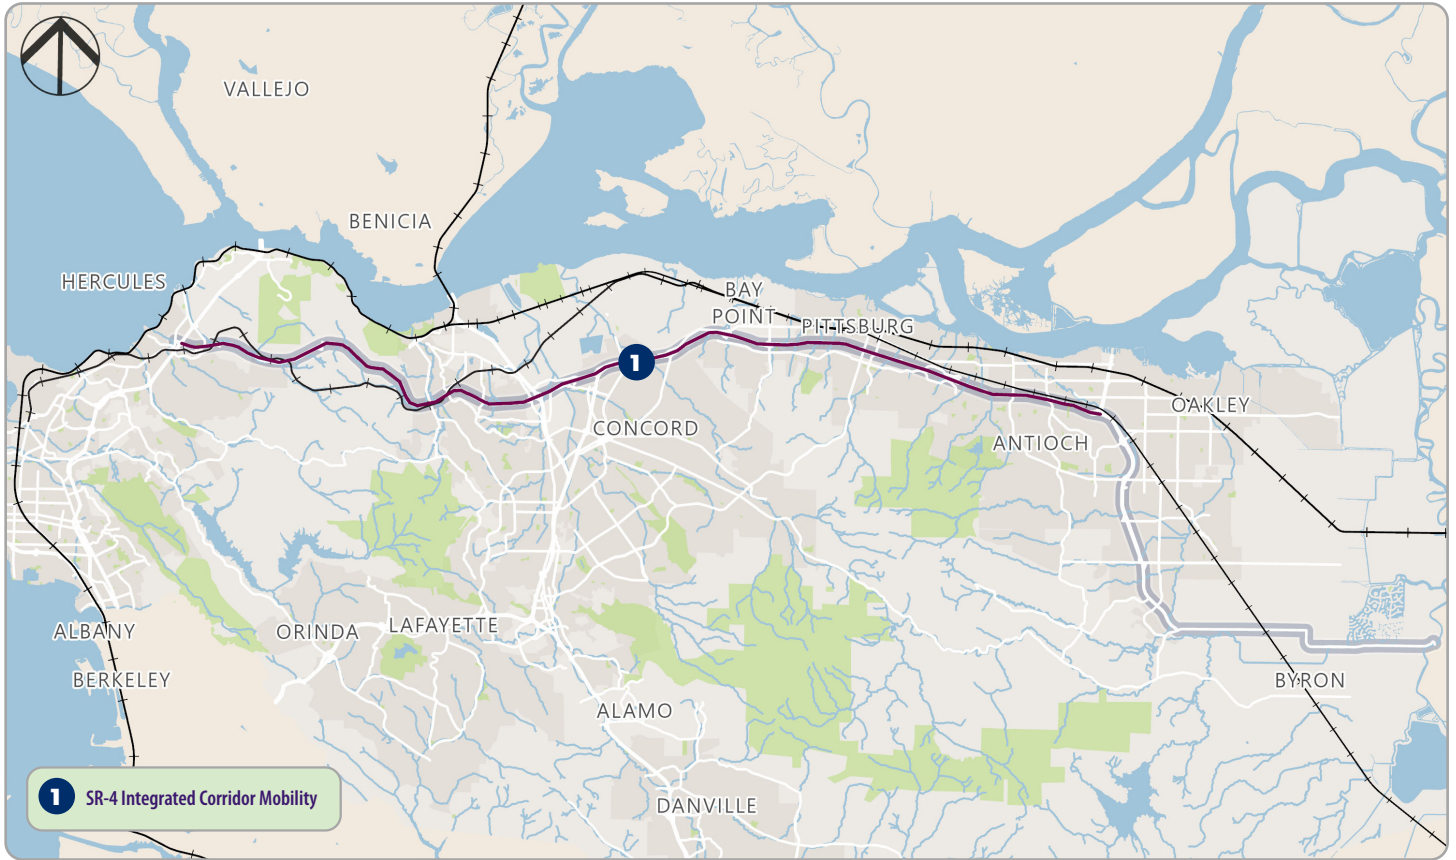 VALLEJO
BENICIA
HERCULES
BAY
POINT
PITTSBURG
1
OAKLEY
CONCORD
ANTIOCH
ALBANY
ORINDA
LAFAYETTE
BERKELEY
BYRON
ALAMO
1 SR-4 Integrated Corridor Mobility
DANVILLE